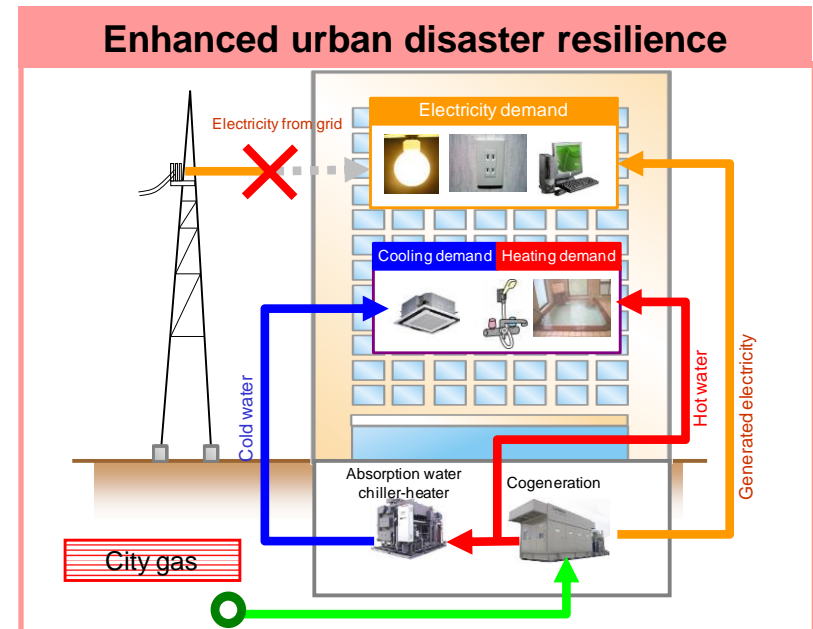 Enhanced urban disaster resilience
Electricity from grid
Electricity demand
Cooling demand
Heating demand
Cold water
Hot water
Generated electricity
Absorption water
chiller-heater
Cogeneration
City gas